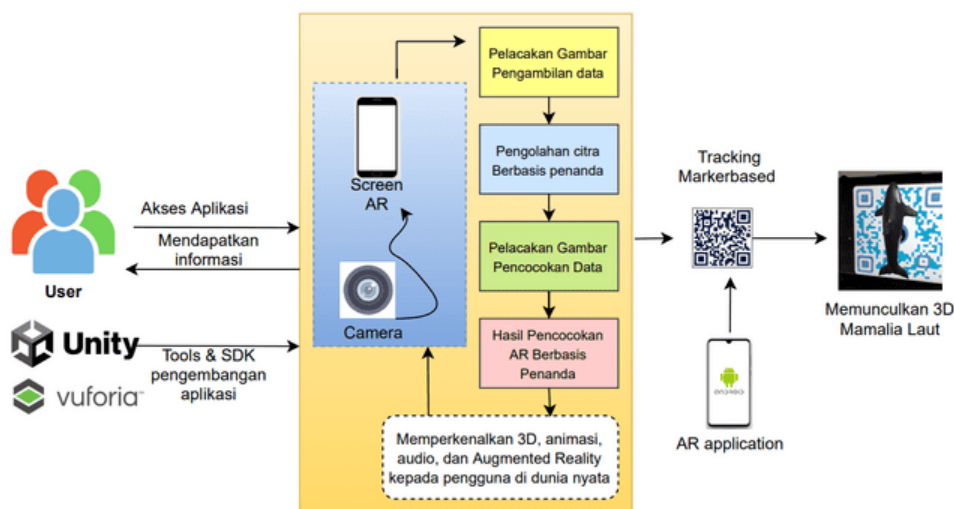 Akses Aplikasi
Mendapatkan
informasi
User
Unity
vuforia™
Tools & SDK
pengembangan
aplikasi
Screen
AR
Camera
Pelacakan Gambar
Pengambilan data
Pengolahan citra
Berbasis penanda
Pelacakan Gambar
Pencocokan Data
Hasil Pencocokan
AR Berbasis
Penanda
Memperkenalkan 3D, animasi,
audio, dan Augmented Reality
kepada pengguna di dunia nyata
Tracking
Markerbased
ANDROID
AR application
Memunculkan 3D
Mamalia Laut